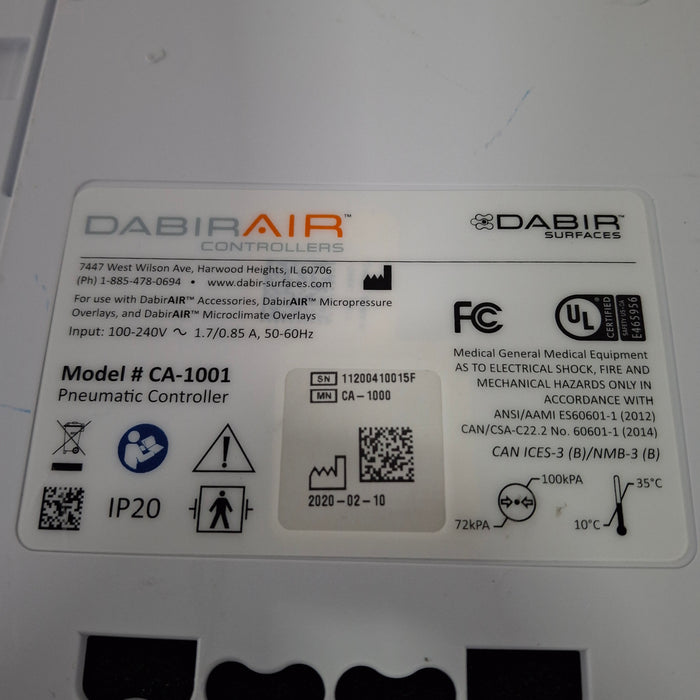 DABIRAIR™
CONTROLLERS
DABIR™
SURFACES
7447 West Wilson Ave, Harwood Heights, IL 60706
(Ph) 1-885-478-0694 • www.dabir-surfaces.com
For use with DabirAIR™ Accessories, DabirAIR™ Micropressure
Overlays, and DabirAIR™ Microclimate Overlays
Input: 100-240V ~ 1.7/0.85 A, 50-60Hz
FC
UL
CERTIFIED
SAFETY US-CA
E465956
Medical General Medical Equipment
AS TO ELECTRICAL SHOCK, FIRE AND
MECHANICAL HAZARDS ONLY IN
ACCORDANCE WITH
ANSI/AAMI ES60601-1 (2012)
CAN/CSA-C22.2 No. 60601-1 (2014)
CAN ICES-3 (B)/NMB-3 (B)
Model # CA-1001
Pneumatic Controller
SN 11200410015F
MN CA-1000
2020-02-10
IP20
100kPA
72kPA
35°C
10°C